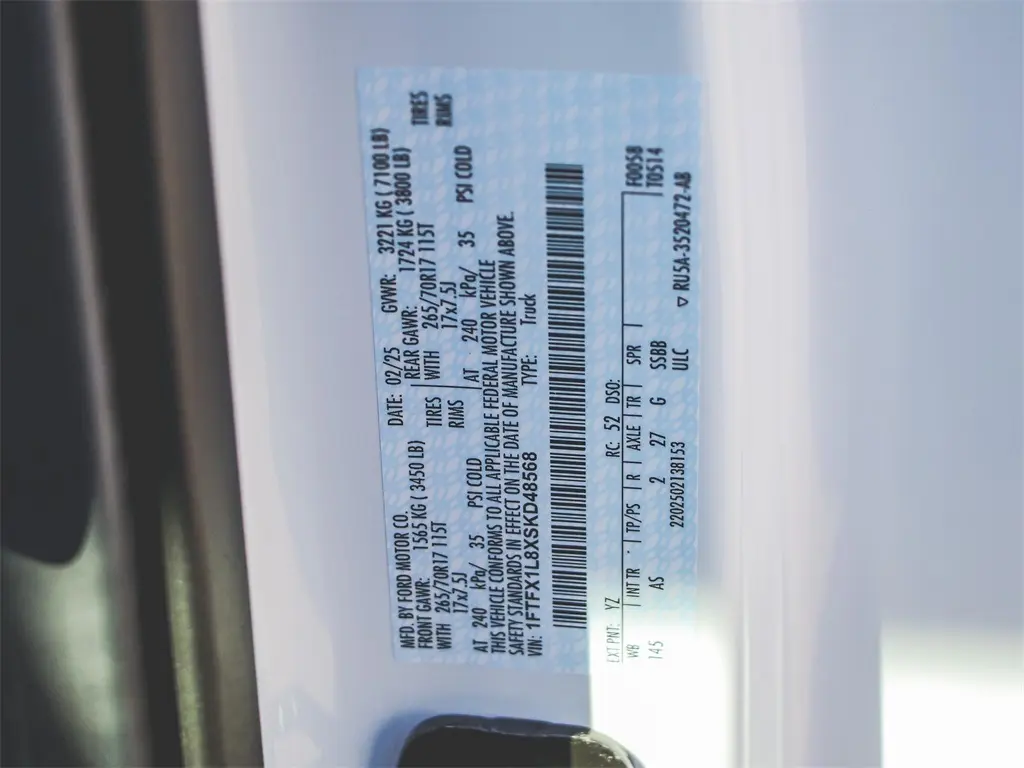 MFD. BY FORD MOTOR CO. DATE: 02/25 GVWR: 3221 KG ( 7100 LB)
FRONT GAWR: 1565 KG ( 3450 LB) REAR GAWR: 1724 KG ( 3800 LB)
WITH 265/70R17 115T TIRES WITH 265/70R17 115T TIRES
17x7.5J RIMS 17x7.5J RIMS
AT 240 kPa/ 35 PSI COLD AT 240 kPa/ 35 PSI COLD
THIS VEHICLE CONFORMS TO ALL APPLICABLE FEDERAL MOTOR VEHICLE
SAFETY STANDARDS IN EFFECT ON THE DATE OF MANUFACTURE SHOWN ABOVE.
VIN: 1FTFX1L8XSKD48568 TYPE: Truck
EXT PNT: YZ RC: 52 DSO:
WB INT TR TP/PS R AXLE TR SPR F0058
145 AS 2 27 G SSBB T0514
2202502138153 ULC ▽ RU5A-3520472-AB